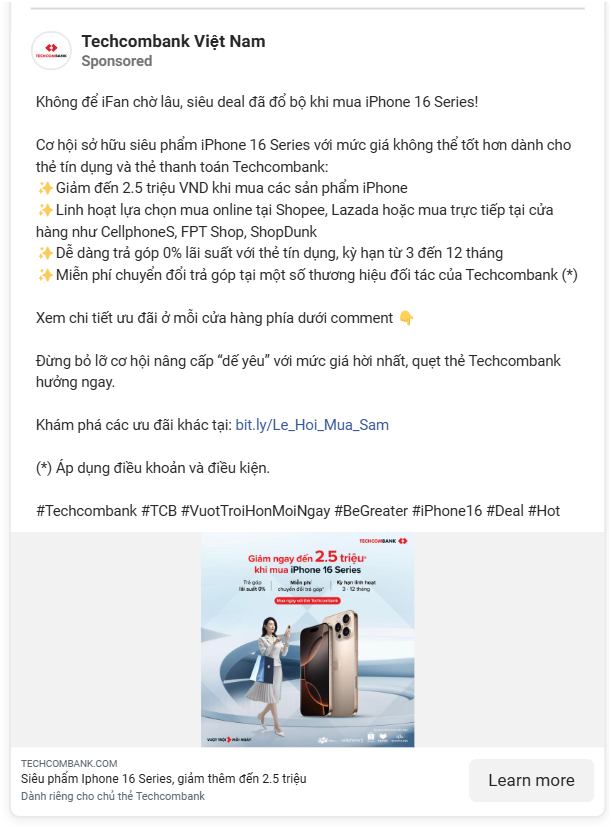 TECHCOMBANK
Techcombank Việt Nam
Sponsored
Không để iFan chờ lâu, siêu deal đã đổ bộ khi mua iPhone 16 Series!
Cơ hội sở hữu siêu phẩm iPhone 16 Series với mức giá không thể tốt hơn dành cho
thẻ tín dụng và thẻ thanh toán Techcombank:
✨Giảm đến 2.5 triệu VND khi mua các sản phẩm iPhone
✨Linh hoạt lựa chọn mua online tại Shopee, Lazada hoặc mua trực tiếp tại cửa
hàng như CellphoneS, FPT Shop, ShopDunk
✨Dễ dàng trả góp 0% lãi suất với thẻ tín dụng, kỳ hạn từ 3 đến 12 tháng
✨Miễn phí chuyển đổi trả góp tại một số thương hiệu đối tác của Techcombank (*)
Xem chi tiết ưu đãi ở mỗi cửa hàng phía dưới comment 👇
Đừng bỏ lỡ cơ hội nâng cấp “dế yêu” với mức giá hời nhất, quẹt thẻ Techcombank
hưởng ngay.
Khám phá các ưu đãi khác tại: bit.ly/Le_Hoi_Mua_Sam
(*) Áp dụng điều khoản và điều kiện.
#Techcombank #TCB #VuotTroiHonMoiNgay #BeGreater #iPhone16 #Deal #Hot
TECHCOMBANK
Giảm ngay đến 2.5 triệu*
khi mua iPhone 16 Series
Trả góp
lãi suất 0%
Miễn phí
chuyển đổi trả góp*
Kỳ hạn linh hoạt
3 - 12 tháng
Mua ngay với thẻ Techcombank
VƯỢT TRỘI MỖI NGÀY
TECHCOMBANK.COM
Siêu phẩm Iphone 16 Series, giảm thêm đến 2.5 triệu
Dành riêng cho chủ thẻ Techcombank
Learn more